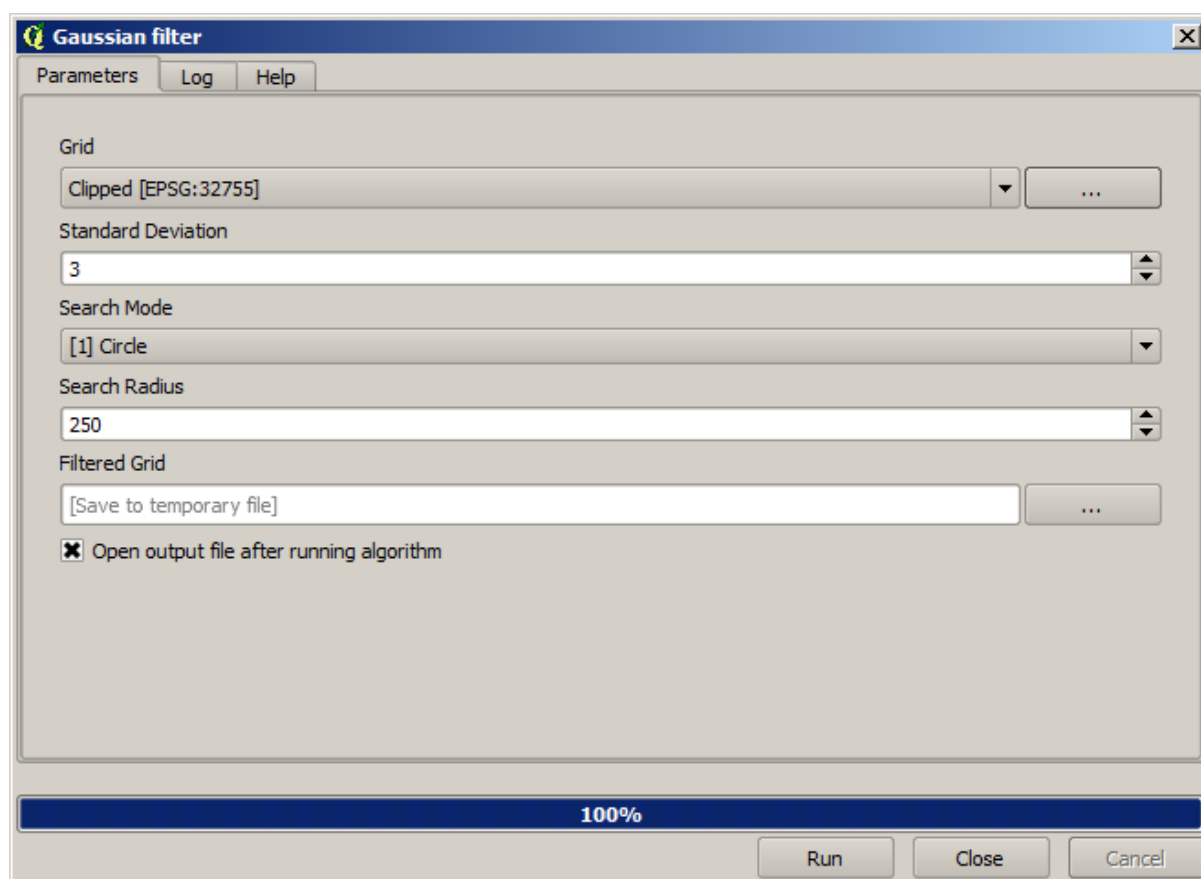 Gaussian filter
Parameters Log Help
Grid
Clipped [EPSG:32755] ...
Standard Deviation
3
Search Mode
[1] Circle
Search Radius
250
Filtered Grid
[Save to temporary file] ...
Open output file after running algorithm
100%
Run Close Cancel